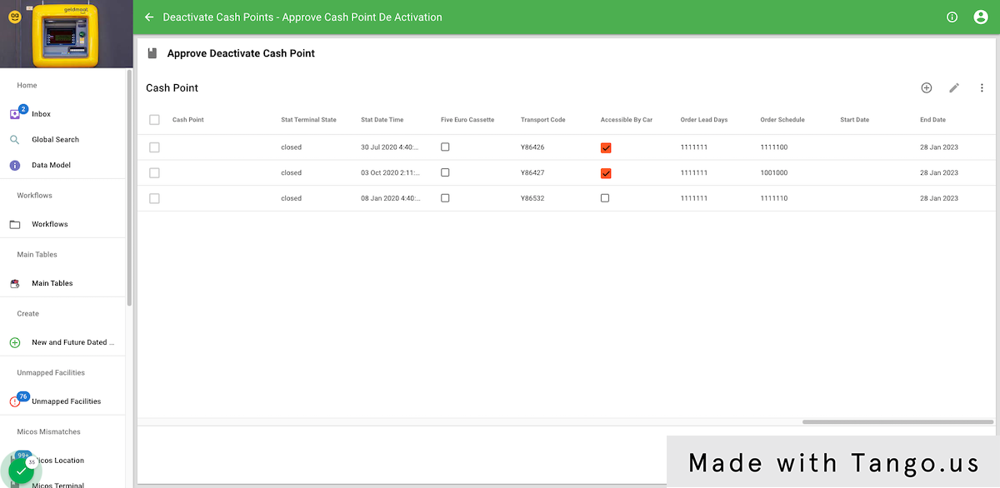 geldmaat
Deactivate Cash Points - Approve Cash Point De Activation
Approve Deactivate Cash Point
Cash Point
Cash Point Stat Terminal State Stat Date Time Five Euro Cassette Transport Code Accessible By Car Order Lead Days Order Schedule Start Date End Date
closed 30 Jul 2020 4:40:... Y86426 1111111 1111100 28 Jan 2023
closed 03 Oct 2020 2:11:... Y86427 1111111 1001000 28 Jan 2023
closed 08 Jan 2020 4:40:... Y86532 1111111 1111110 28 Jan 2023
Home
2
Inbox
Global Search
Data Model
Workflows
Workflows
Main Tables
Main Tables
Create
New and Future Dated ...
Unmapped Facilities
76
Unmapped Facilities
Micos Mismatches
99+
35
Micos Location
Micos Terminal
Made with Tango.us